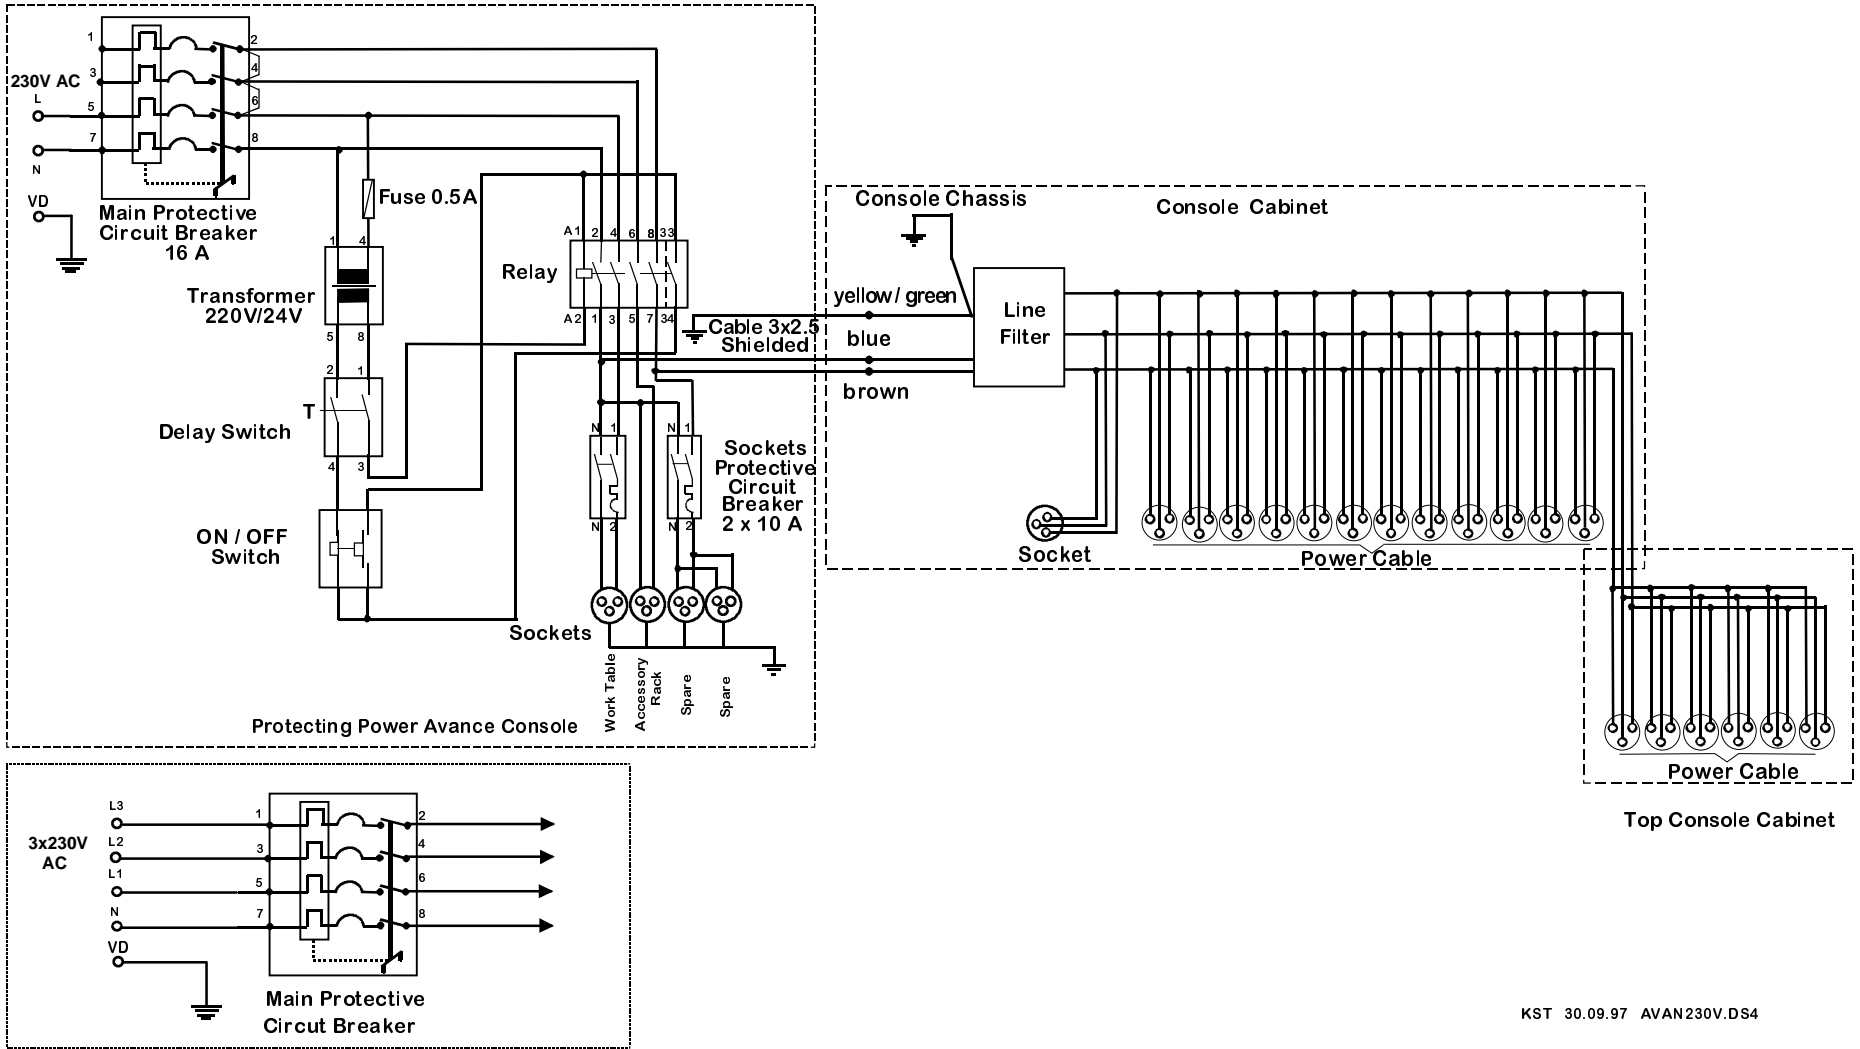 1
2
230V AC
3
4
L
5
6
N
7
8
VD
Main Protective
Circuit Breaker
16 A
Fuse 0.5A
1
4
Transformer
220V/24V
5
8
2
1
T
Delay Switch
4
3
ON / OFF
Switch
A 1
2
4
6
8
33
Relay
A 2
1
3
5
7
34
Cable 3x2.5
Shielded
N
1
N
1
Sockets
Protective
Circuit
Breaker
2 x 10 A
N
2
N
2
Sockets
Work Table
Accessory
Rack
Spare
Spare
Protecting Power Avance Console
Console Chassis
Console Cabinet
yellow / green
blue
brown
Line
Filter
Socket
Power Cable
Power Cable
Top Console Cabinet
3x230V
AC
L3
1
2
L2
3
4
L1
5
6
N
7
8
VD
Main Protective
Circut Breaker
KST 30.09.97 AVAN230V.DS4